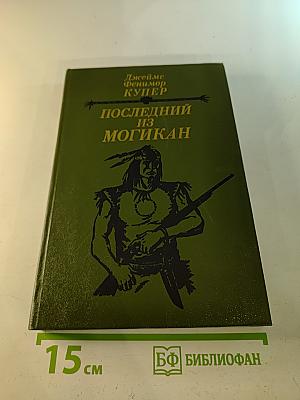 Джеймс
Фенимор
КУПЕР
ПОСЛЕДНИЙ
ИЗ
МОГИКАН
15 см
БФ БИБЛИОФАН